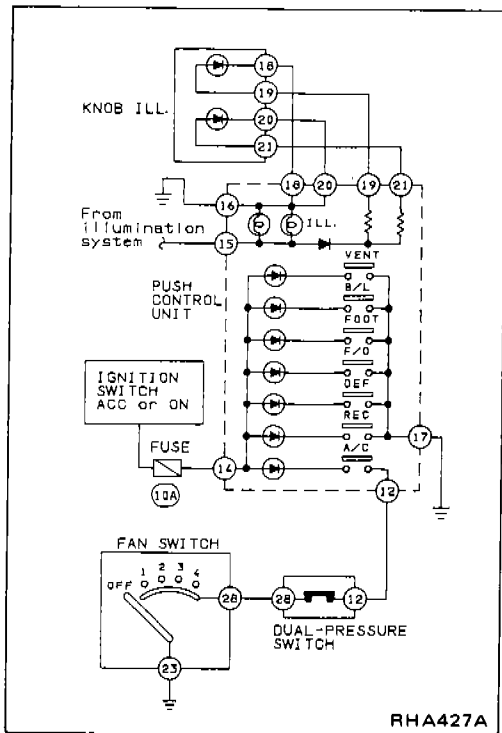 KNOB ILL.
18
19
20
21
16
18 20 19 21
From
illumination
system
15
ILL.
VENT
PUSH
CONTROL
UNIT
B/L
FOOT
F/D
DEF
REC
A/C
IGNITION
SWITCH
ACC or ON
FUSE
14
17
10A
12
FAN SWITCH
OFF 1 2 3 4
28
28
12
DUAL-PRESSURE
SWITCH
23
RHA427A